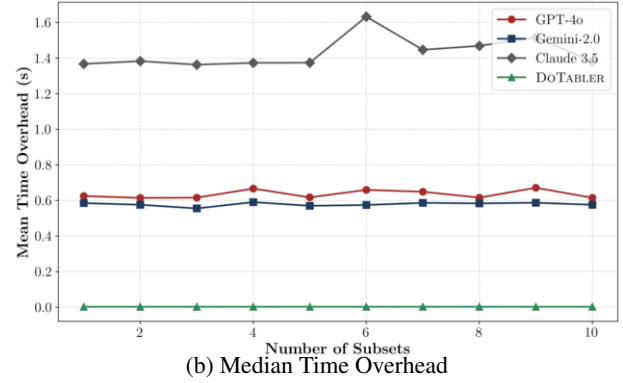 1.6
1.4
1.2
1.0
0.8
0.6
0.4
0.2
0.0
Mean Time Overhead (s)
GPT-4o
Gemini-2.0
Claude 3.5
DOTABLER
2 4 6 8 10
Number of Subsets
(b) Median Time Overhead